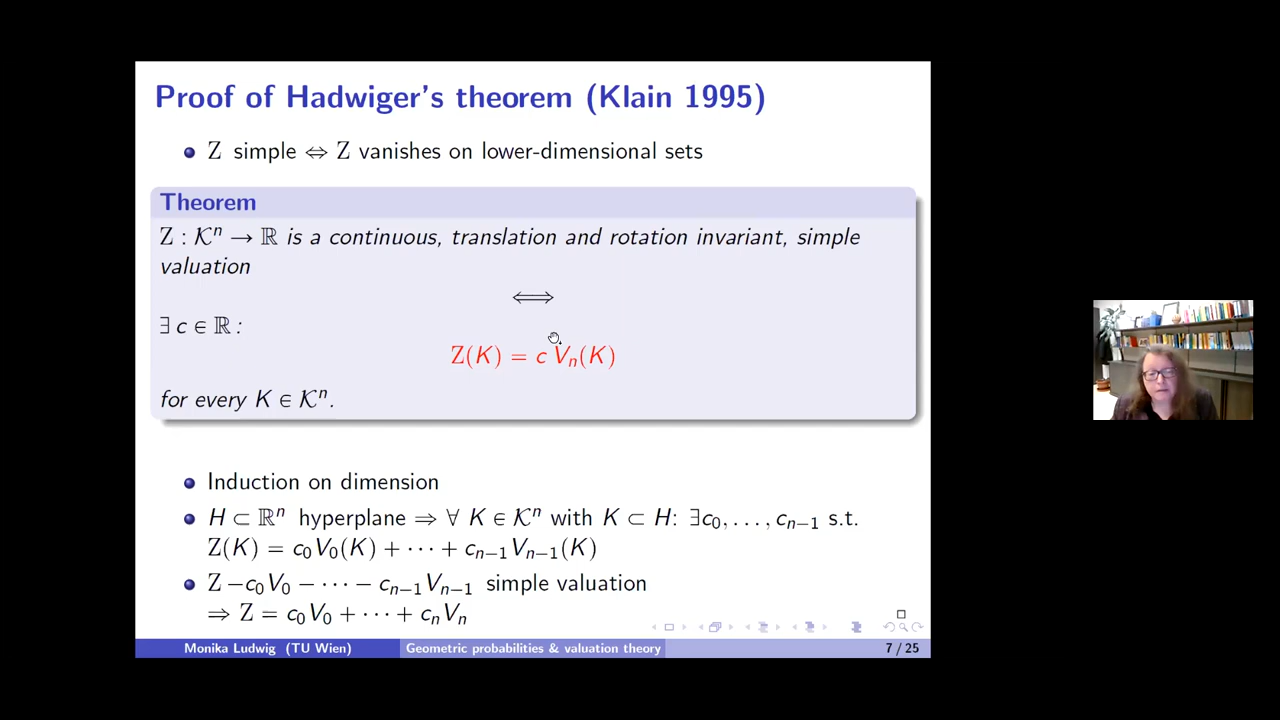 Proof of Hadwiger's theorem (Klain 1995)
Z simple ⇔ Z vanishes on lower-dimensional sets
Theorem
Z : 𝒦ⁿ → ℝ is a continuous, translation and rotation invariant, simple
valuation
⟺
∃ c ∈ ℝ :
Z(K) = c Vₙ(K)
for every K ∈ 𝒦ⁿ.
Induction on dimension
H ⊂ ℝⁿ hyperplane ⇒ ∀ K ∈ 𝒦ⁿ with K ⊂ H: ∃c₀, . . . , cₙ₋₁ s.t.
Z(K) = c₀V₀(K) + · · · + cₙ₋₁Vₙ₋₁(K)
Z −c₀V₀ − · · · − cₙ₋₁Vₙ₋₁ simple valuation
⇒ Z = c₀V₀ + · · · + cₙVₙ
Monika Ludwig (TU Wien) Geometric probabilities & valuation theory 7 / 25